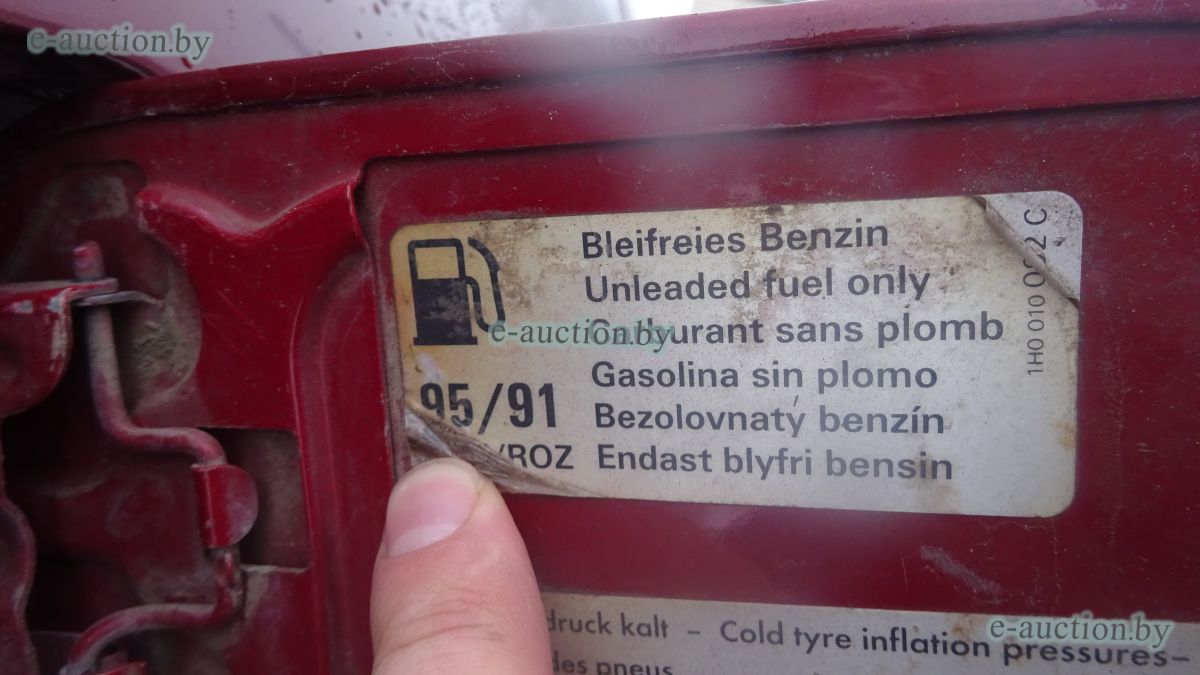 e-auction.by
Bleifreies Benzin
Unleaded fuel only
e-auction.by
sans plomb
Gasolina sin plomo
Bezolovnatý benzín
Endast blyfri bensin
95/91
/ROZ
1H0 010 032 C
druck kalt – Cold tyre inflation pressures–
des pneus
e-auction.by